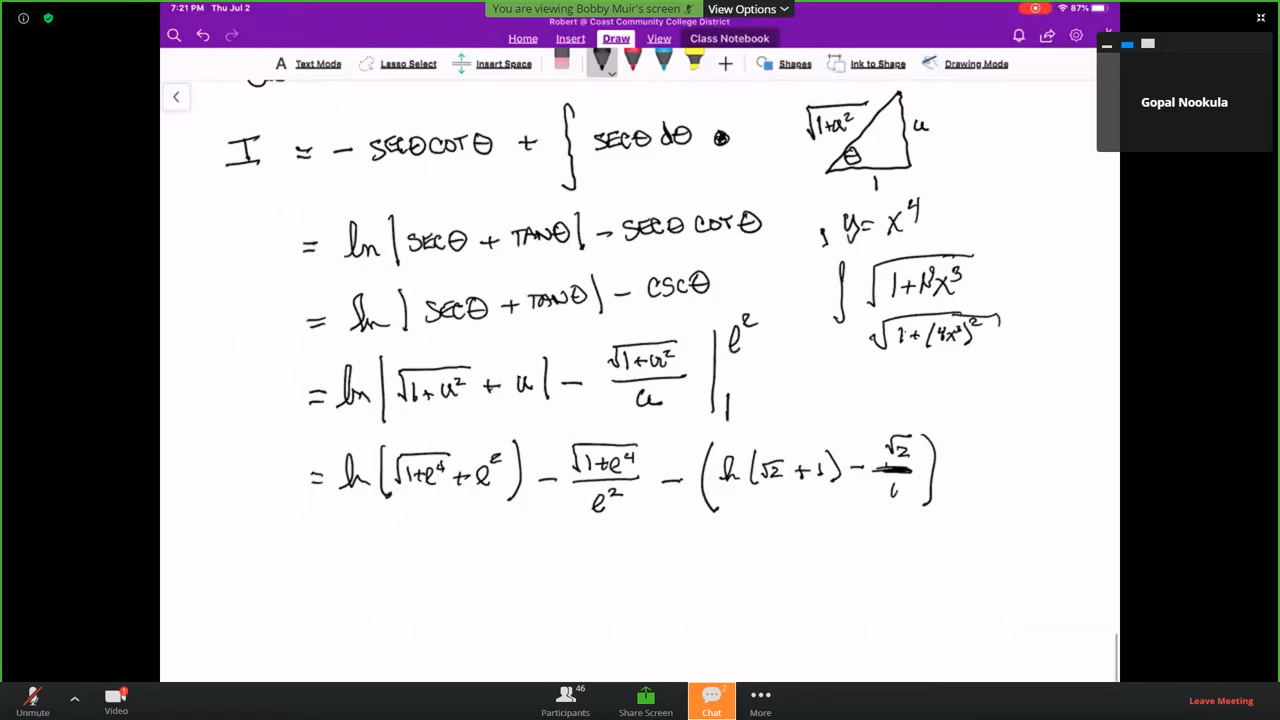 7:21 PM Thu Jul 2
You are viewing Bobby Muir's screen
View Options
87%
Robert @ Coast Community College District
Home Insert Draw View Class Notebook
Text Mode Lasso Select Insert Space Shapes Ink to Shape Drawing Mode
Gopal Nookula
I = - SECθ COTθ + ∫ SECθ dθ
√1+u² u θ 1
= ln |SECθ + TANθ| - SECθ COTθ
, y = x⁴
= ln | SECθ + TANθ | - CSCθ
∫ √1+
√1+(4x³)²
= ln |√1+u² + u| - √1+u²/u |₁^e²
= ln (√1+e⁴ + e²) - √1+e⁴/e² - (ln(√2 + 1) - √2/1)
Unmute Video 46 Participants Share Screen 2 Chat More Leave Meeting